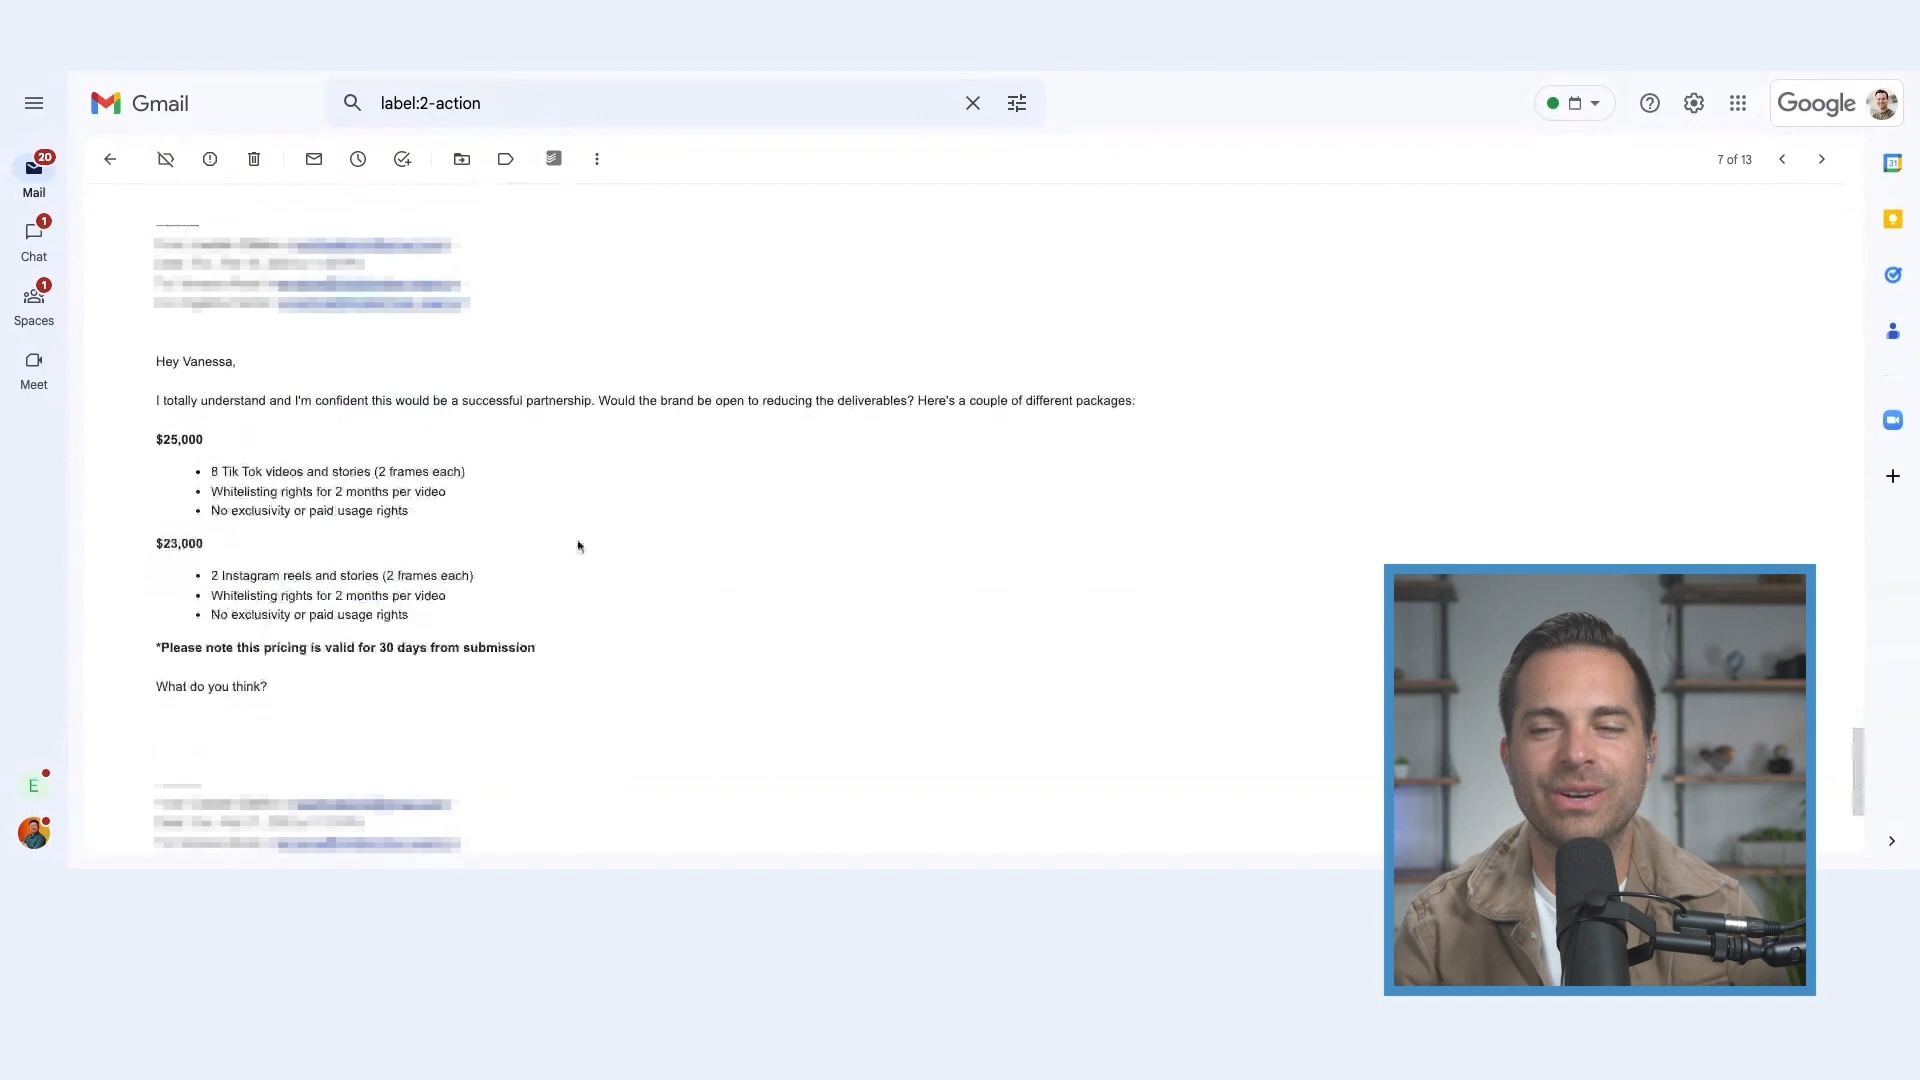 Gmail
label:2-action
Google
20
Mail
7 of 13
31
1
Chat
1
Spaces
Meet
Hey Vanessa,
I totally understand and I'm confident this would be a successful partnership. Would the brand be open to reducing the deliverables? Here's a couple of different packages:
$25,000
• 8 Tik Tok videos and stories (2 frames each)
• Whitelisting rights for 2 months per video
• No exclusivity or paid usage rights
$23,000
• 2 Instagram reels and stories (2 frames each)
• Whitelisting rights for 2 months per video
• No exclusivity or paid usage rights
*Please note this pricing is valid for 30 days from submission
What do you think?
E